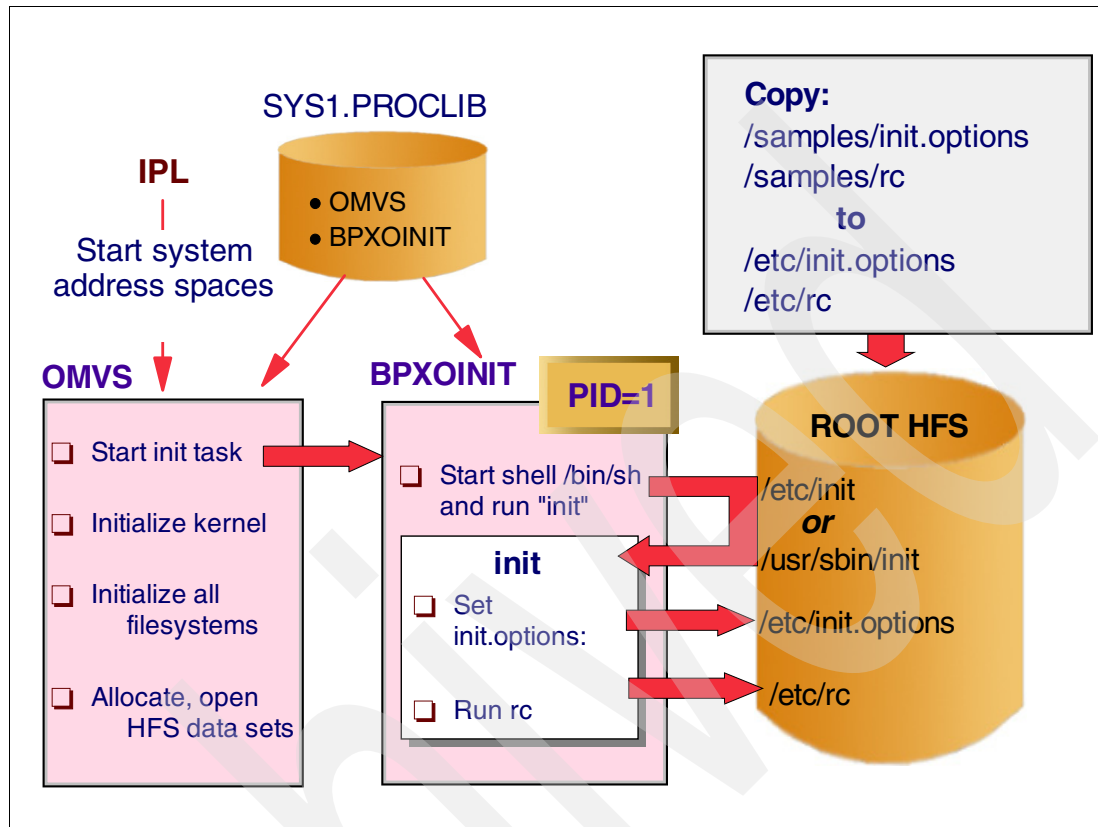 SYS1.PROCLIB
• OMVS
• BPXOINIT
IPL
Start system
address spaces
Copy:
/samples/init.options
/samples/rc
to
/etc/init.options
/etc/rc
OMVS
Start init task
Initialize kernel
Initialize all
filesystems
Allocate, open
HFS data sets
BPXOINIT
PID=1
Start shell /bin/sh
and run "init"
init
Set
init.options:
Run rc
ROOT HFS
/etc/init
or
/usr/sbin/init
/etc/init.options
/etc/rc